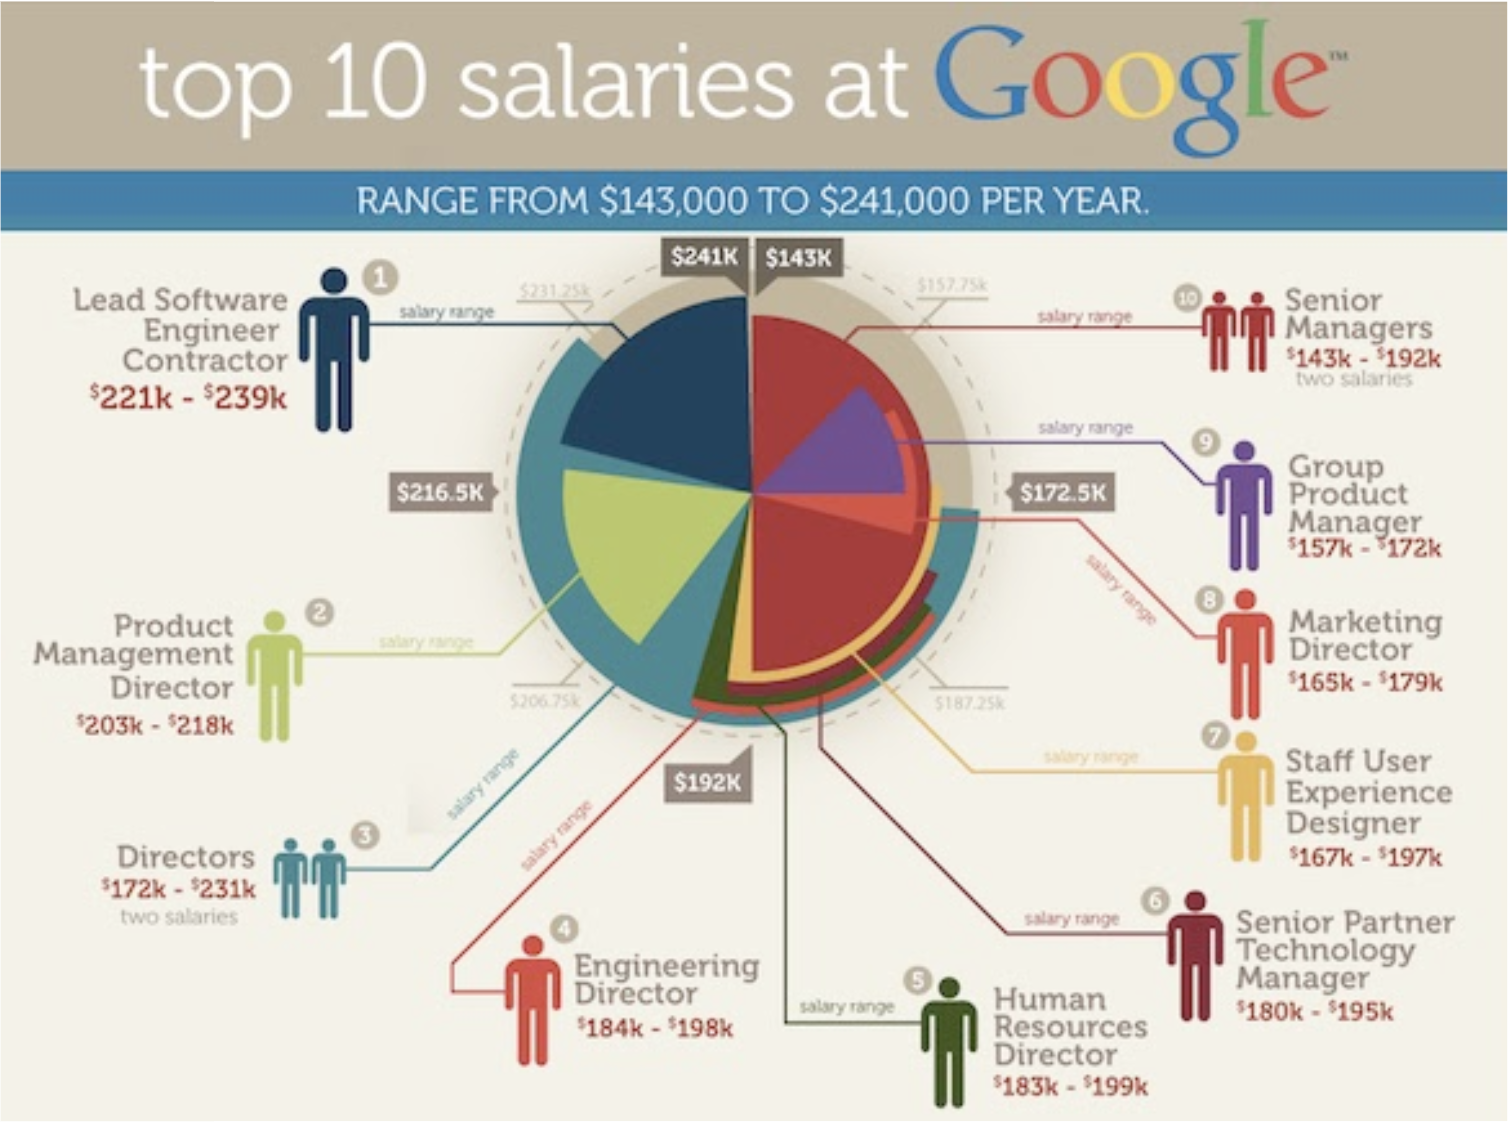 top 10 salaries at Google™
RANGE FROM $143,000 TO $241,000 PER YEAR.
$241K
$143K
$231.25k
$157.75k
1
Lead Software
Engineer
Contractor
$221k - $239k
salary range
10
Senior
Managers
$143k - $192k
two salaries
salary range
9
Group
Product
Manager
$157k - $172k
salary range
$216.5K
$172.5K
8
Marketing
Director
$165k - $179k
salary range
2
Product
Management
Director
$203k - $218k
salary range
$206.75k
$187.25k
7
Staff User
Experience
Designer
$167k - $197k
salary range
$192K
3
Directors
$172k - $231k
two salaries
salary range
4
Engineering
Director
$184k - $198k
salary range
5
Human
Resources
Director
$183k - $199k
salary range
6
Senior Partner
Technology
Manager
$180k - $195k
salary range